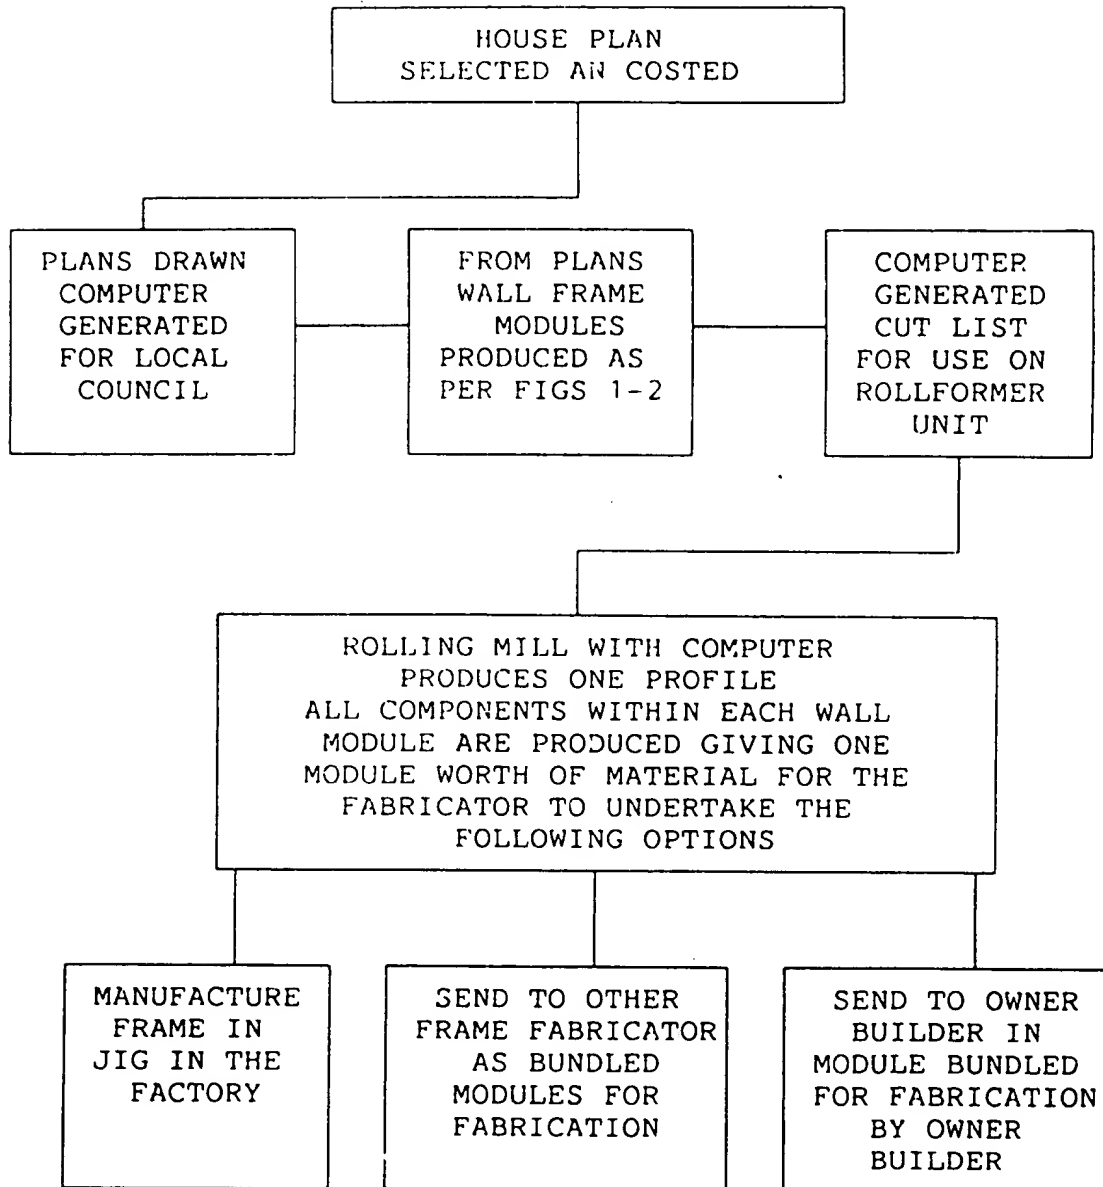 HOUSE PLAN
SELECTED AN COSTED
PLANS DRAWN
COMPUTER
GENERATED
FOR LOCAL
COUNCIL
FROM PLANS
WALL FRAME
MODULES
PRODUCED AS
PER FIGS 1-2
COMPUTER
GENERATED
CUT LIST
FOR USE ON
ROLLFORMER
UNIT
ROLLING MILL WITH COMPUTER
PRODUCES ONE PROFILE
ALL COMPONENTS WITHIN EACH WALL
MODULE ARE PRODUCED GIVING ONE
MODULE WORTH OF MATERIAL FOR THE
FABRICATOR TO UNDERTAKE THE
FOLLOWING OPTIONS
MANUFACTURE
FRAME IN
JIG IN THE
FACTORY
SEND TO OTHER
FRAME FABRICATOR
AS BUNDLED
MODULES FOR
FABRICATION
SEND TO OWNER
BUILDER IN
MODULE BUNDLED
FOR FABRICATION
BY OWNER
BUILDER